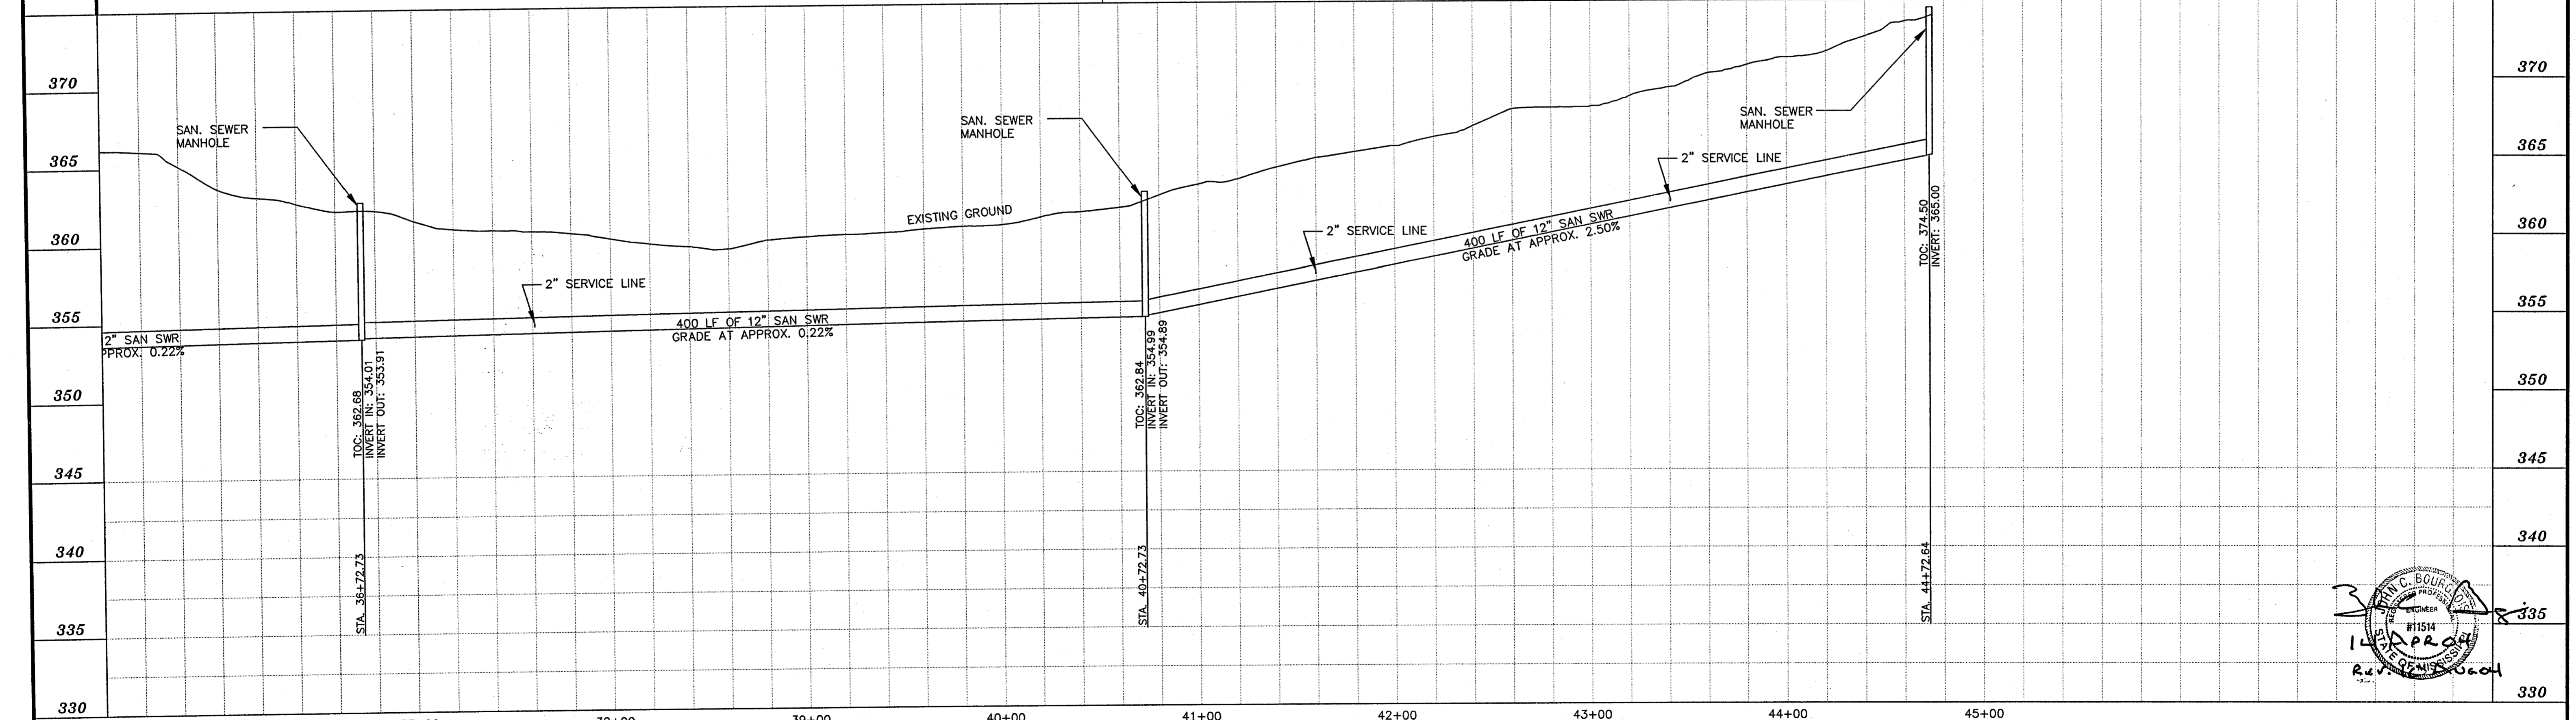 370
365
360
355
350
345
340
335
330
SAN. SEWER
MANHOLE
2" SAN SWR
PPROX. 0.22%
TOC: 362.68
INVERT IN: 354.01
INVERT OUT: 353.91
STA. 36+72.73
2" SERVICE LINE
400 LF OF 12" SAN SWR
GRADE AT APPROX. 0.22%
EXISTING GROUND
SAN. SEWER
MANHOLE
TOC: 362.84
INVERT IN: 354.99
INVERT OUT: 354.89
STA. 40+72.73
2" SERVICE LINE
400 LF OF 12" SAN SWR
GRADE AT APPROX. 2.50%
2" SERVICE LINE
SAN. SEWER
MANHOLE
TOC: 374.50
INVERT: 365.00
STA. 44+72.64
39+00
40+00
41+00
42+00
43+00
44+00
45+00
370
365
360
355
350
345
340
335
330
JOHN C.
REGISTERED PROFESSIONAL
ENGINEER
#11514
STATE OF MISSISSIPPI